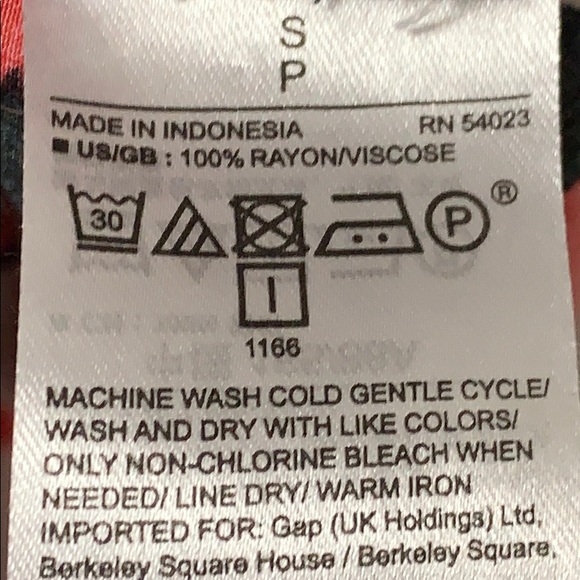 S
P
MADE IN INDONESIA RN 54023
US/GB : 100% RAYON/VISCOSE
30 P ®
1166
MACHINE WASH COLD GENTLE CYCLE/
WASH AND DRY WITH LIKE COLORS/
ONLY NON-CHLORINE BLEACH WHEN
NEEDED/ LINE DRY/ WARM IRON
IMPORTED FOR: Gap (UK Holdings) Ltd,
Berkeley Square House / Berkeley Square,